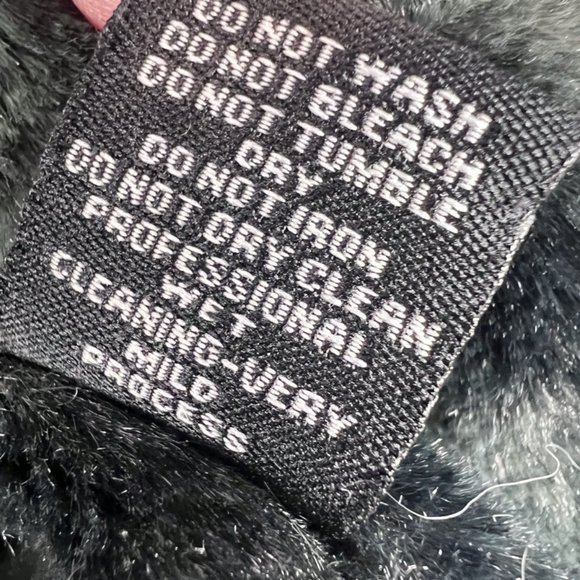 DO NOT WASH
DO NOT BLEACH
DO NOT TUMBLE
DRY
DO NOT IRON
DO NOT DRY CLEAN
PROFESSIONAL
WET
CLEANING-VERY
MILD
PROCESS